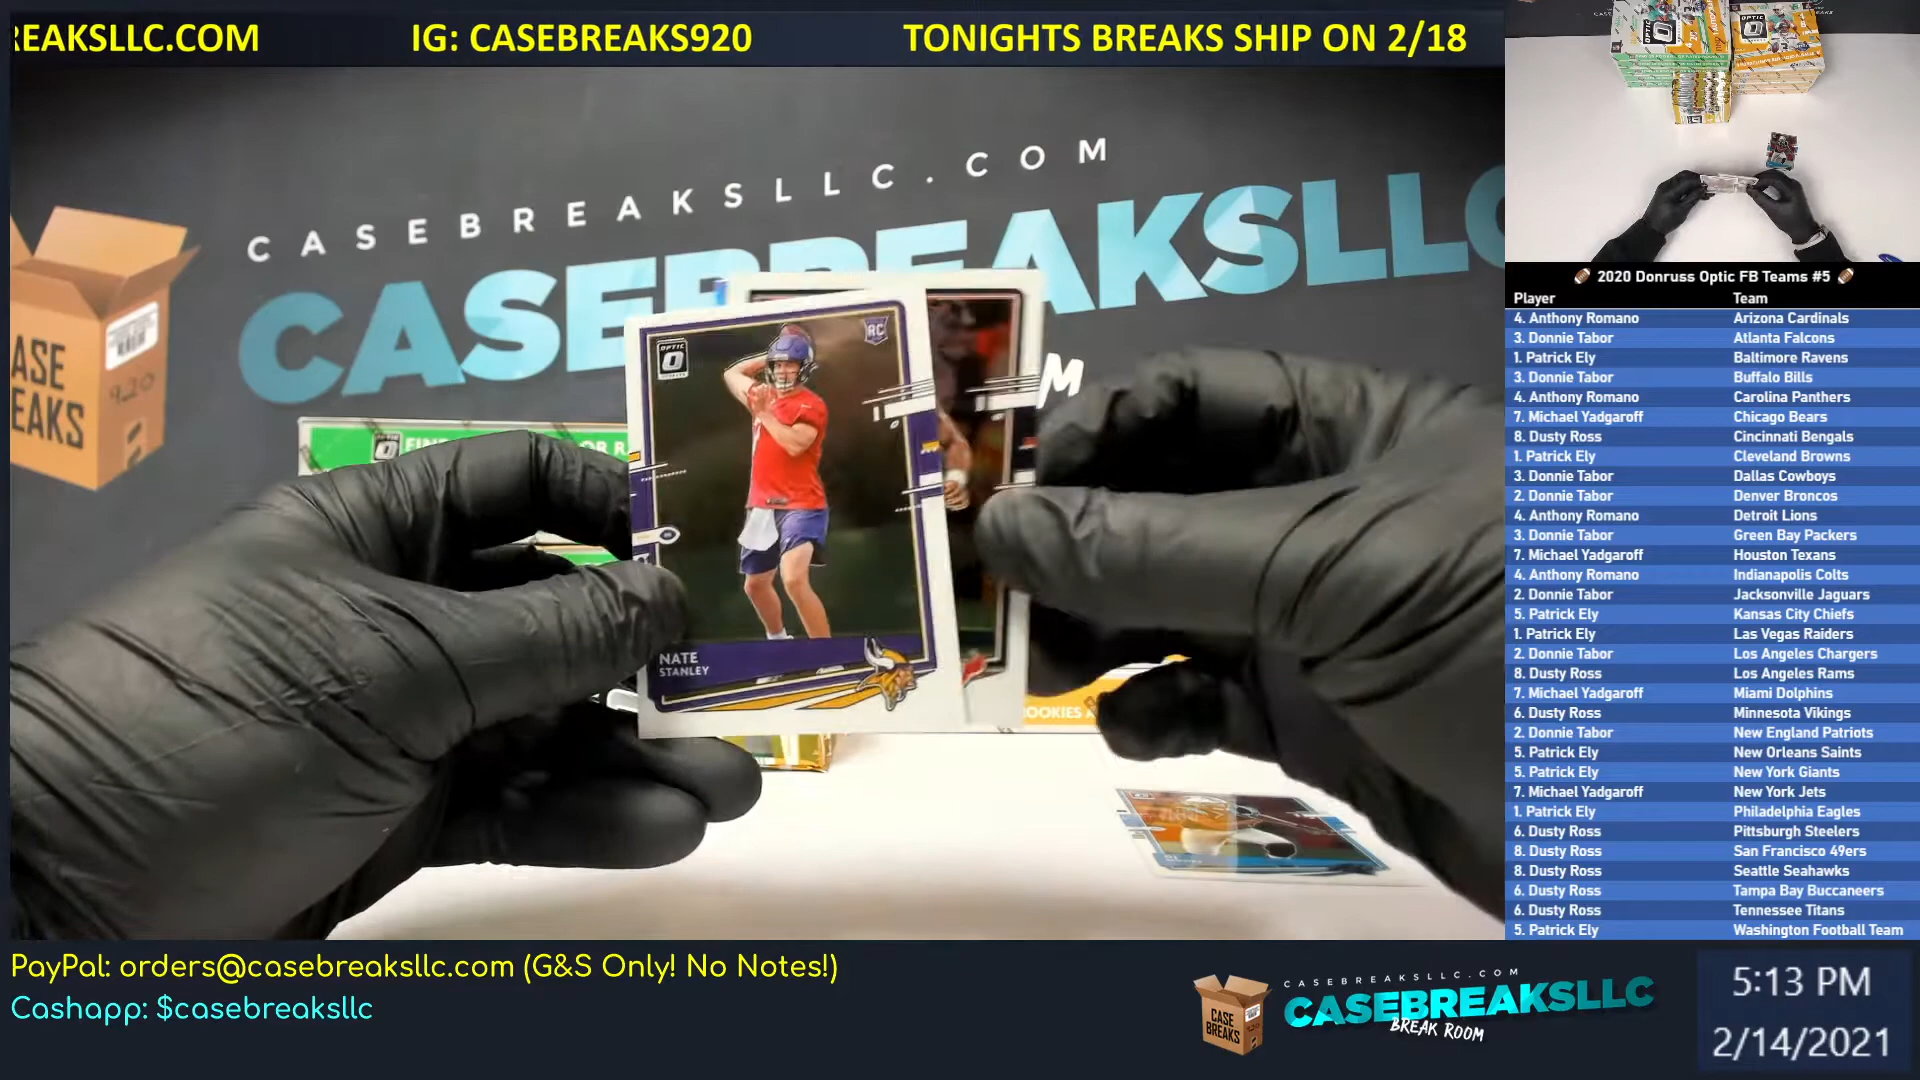 REAKSLLC.COM IG: CASEBREAKS920 TONIGHTS BREAKS SHIP ON 2/18
CASEBREAKSLLC.COM
CASEBREAKSLLC
M
ASE
EAKS
920
OPTIC
RC
NATE
STANLEY
ROOKIES
🏈 2020 Donruss Optic FB Teams #5 🏈
Player Team
4. Anthony Romano Arizona Cardinals
3. Donnie Tabor Atlanta Falcons
1. Patrick Ely Baltimore Ravens
3. Donnie Tabor Buffalo Bills
4. Anthony Romano Carolina Panthers
7. Michael Yadgaroff Chicago Bears
8. Dusty Ross Cincinnati Bengals
1. Patrick Ely Cleveland Browns
3. Donnie Tabor Dallas Cowboys
2. Donnie Tabor Denver Broncos
4. Anthony Romano Detroit Lions
3. Donnie Tabor Green Bay Packers
7. Michael Yadgaroff Houston Texans
4. Anthony Romano Indianapolis Colts
2. Donnie Tabor Jacksonville Jaguars
5. Patrick Ely Kansas City Chiefs
1. Patrick Ely Las Vegas Raiders
2. Donnie Tabor Los Angeles Chargers
8. Dusty Ross Los Angeles Rams
7. Michael Yadgaroff Miami Dolphins
6. Dusty Ross Minnesota Vikings
2. Donnie Tabor New England Patriots
5. Patrick Ely New Orleans Saints
5. Patrick Ely New York Giants
7. Michael Yadgaroff New York Jets
1. Patrick Ely Philadelphia Eagles
6. Dusty Ross Pittsburgh Steelers
8. Dusty Ross San Francisco 49ers
8. Dusty Ross Seattle Seahawks
6. Dusty Ross Tampa Bay Buccaneers
6. Dusty Ross Tennessee Titans
5. Patrick Ely Washington Football Team
PayPal: orders@casebreaksllc.com (G&S Only! No Notes!)
Cashapp: $casebreaksllc
CASE
BREAKS
CASEBREAKSLLC.COM
CASEBREAKSLLC
BREAK ROOM
5:13 PM
2/14/2021